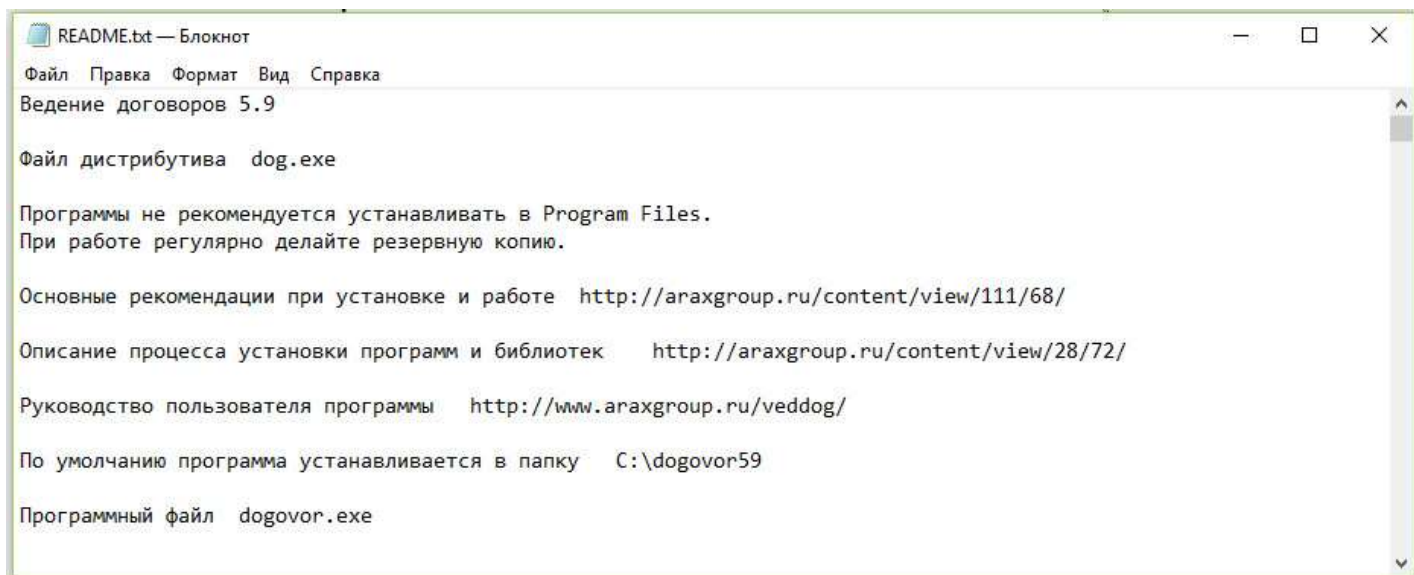 README.txt — Блокнот
Файл Правка Формат Вид Справка
Ведение договоров 5.9
Файл дистрибутива dog.exe
Программы не рекомендуется устанавливать в Program Files.
При работе регулярно делайте резервную копию.
Основные рекомендации при установке и работе http://araxgroup.ru/content/view/111/68/
Описание процесса установки программ и библиотек http://araxgroup.ru/content/view/28/72/
Руководство пользователя программы http://www.araxgroup.ru/veddog/
По умолчанию программа устанавливается в папку C:\dogovor59
Программный файл dogovor.exe